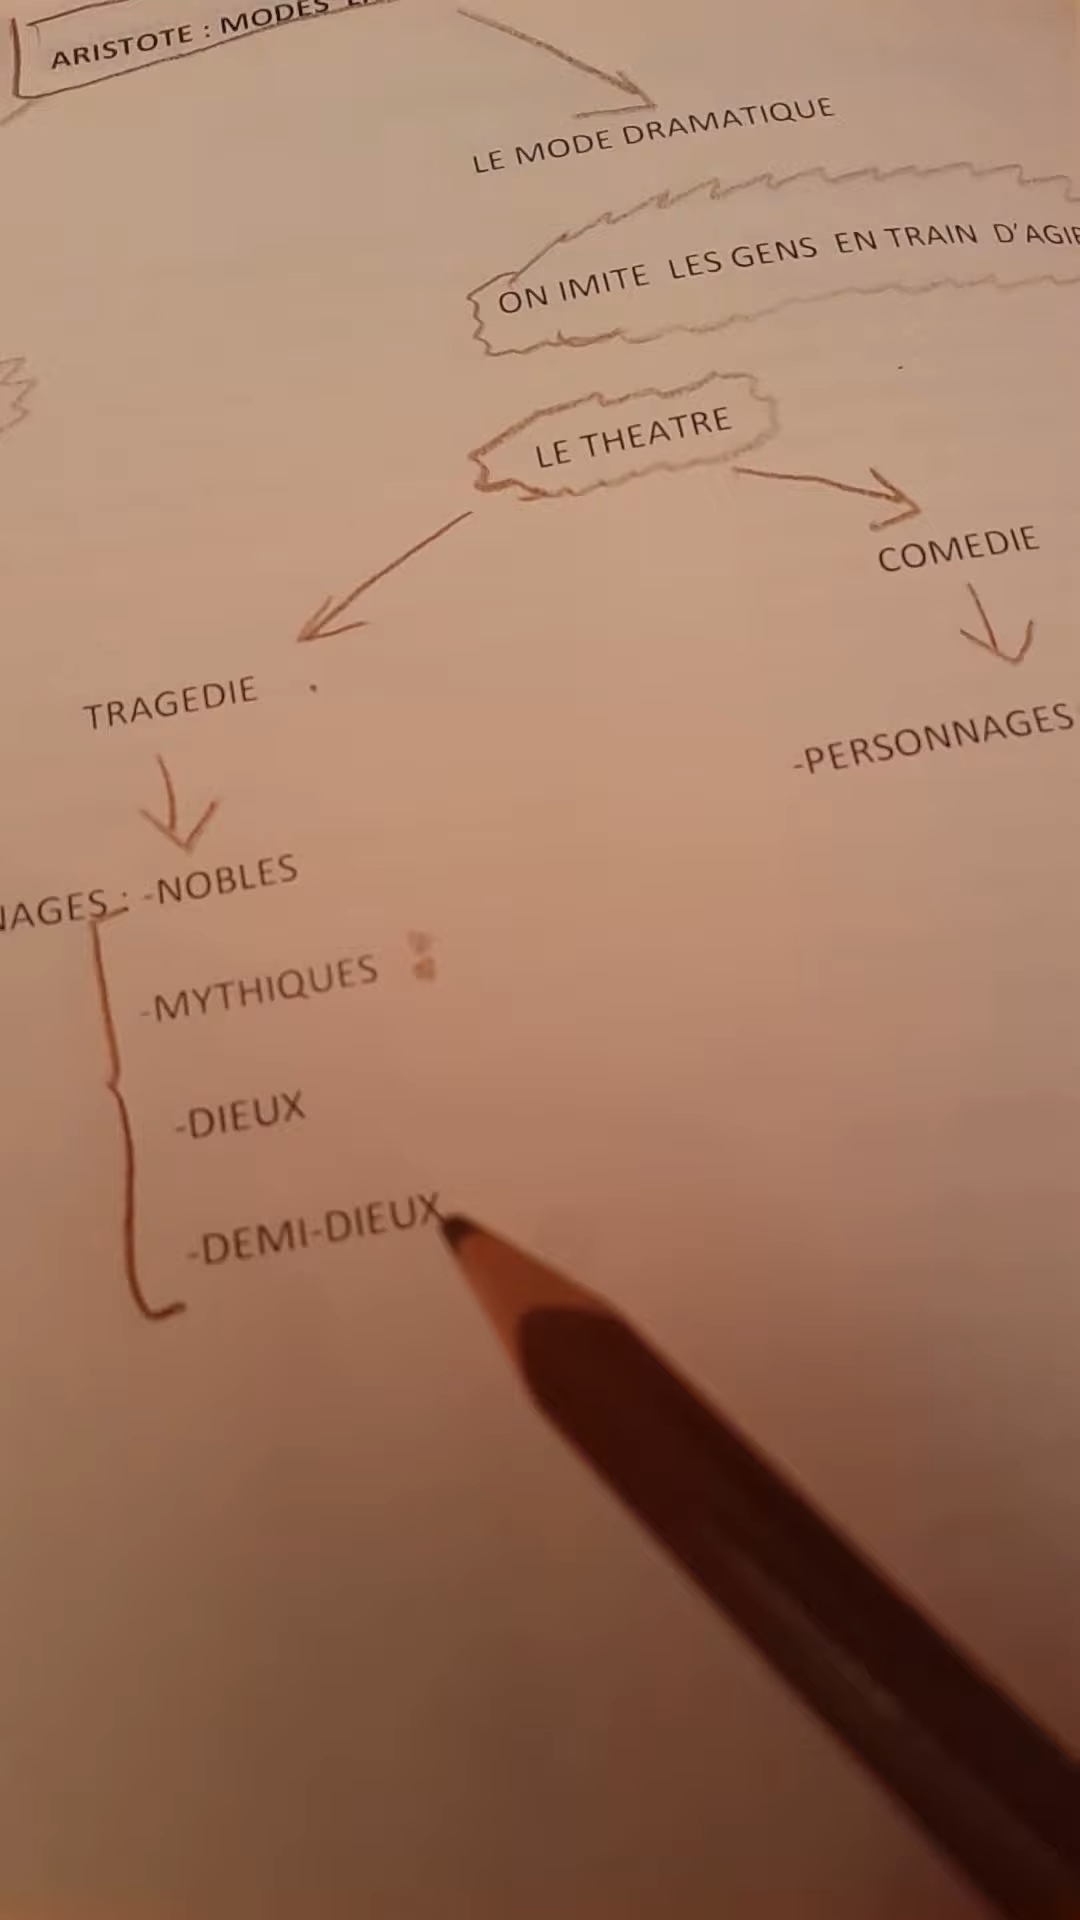 ARISTOTE : MODES
LE MODE DRAMATIQUE
ON IMITE LES GENS EN TRAIN D'AGIR
LE THEATRE
COMEDIE
TRAGEDIE
-PERSONNAGES
-NOBLES
-MYTHIQUES
-DIEUX
-DEMI-DIEUX